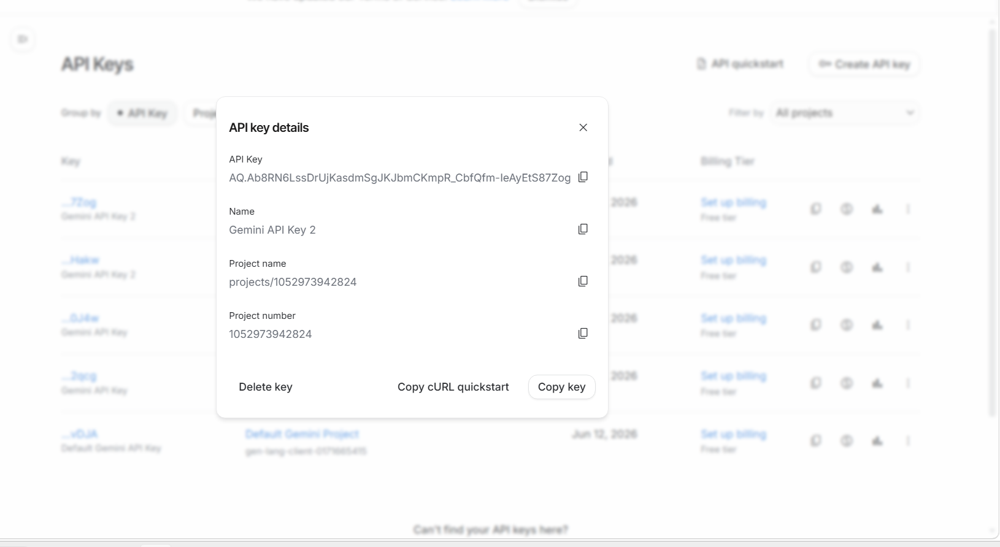 API Keys
API quickstart
Create API key
Group by
API Key
Filter by
All projects
API key details
API Key
AQ.Ab8RN6LssDrUjKasdmSgJKJbmCKmpR_CbfQfm-IeAyEtS87Zog
Name
Gemini API Key 2
Project name
projects/1052973942824
Project number
1052973942824
Delete key
Copy cURL quickstart
Copy key
Key
Billing Tier
...7Zog
2026
Set up billing
Gemini API Key 2
Free tier
...Hakw
2026
Set up billing
Gemini API Key 2
Free tier
...0J4w
2026
Set up billing
Gemini API Key
Free tier
...2qcg
2026
Set up billing
Gemini API Key
Free tier
...vDJA
Default Gemini Project
Jun 12, 2026
Set up billing
Default Gemini API Key
gen-lang-client-0171665415
Free tier
Can't find your API keys here?